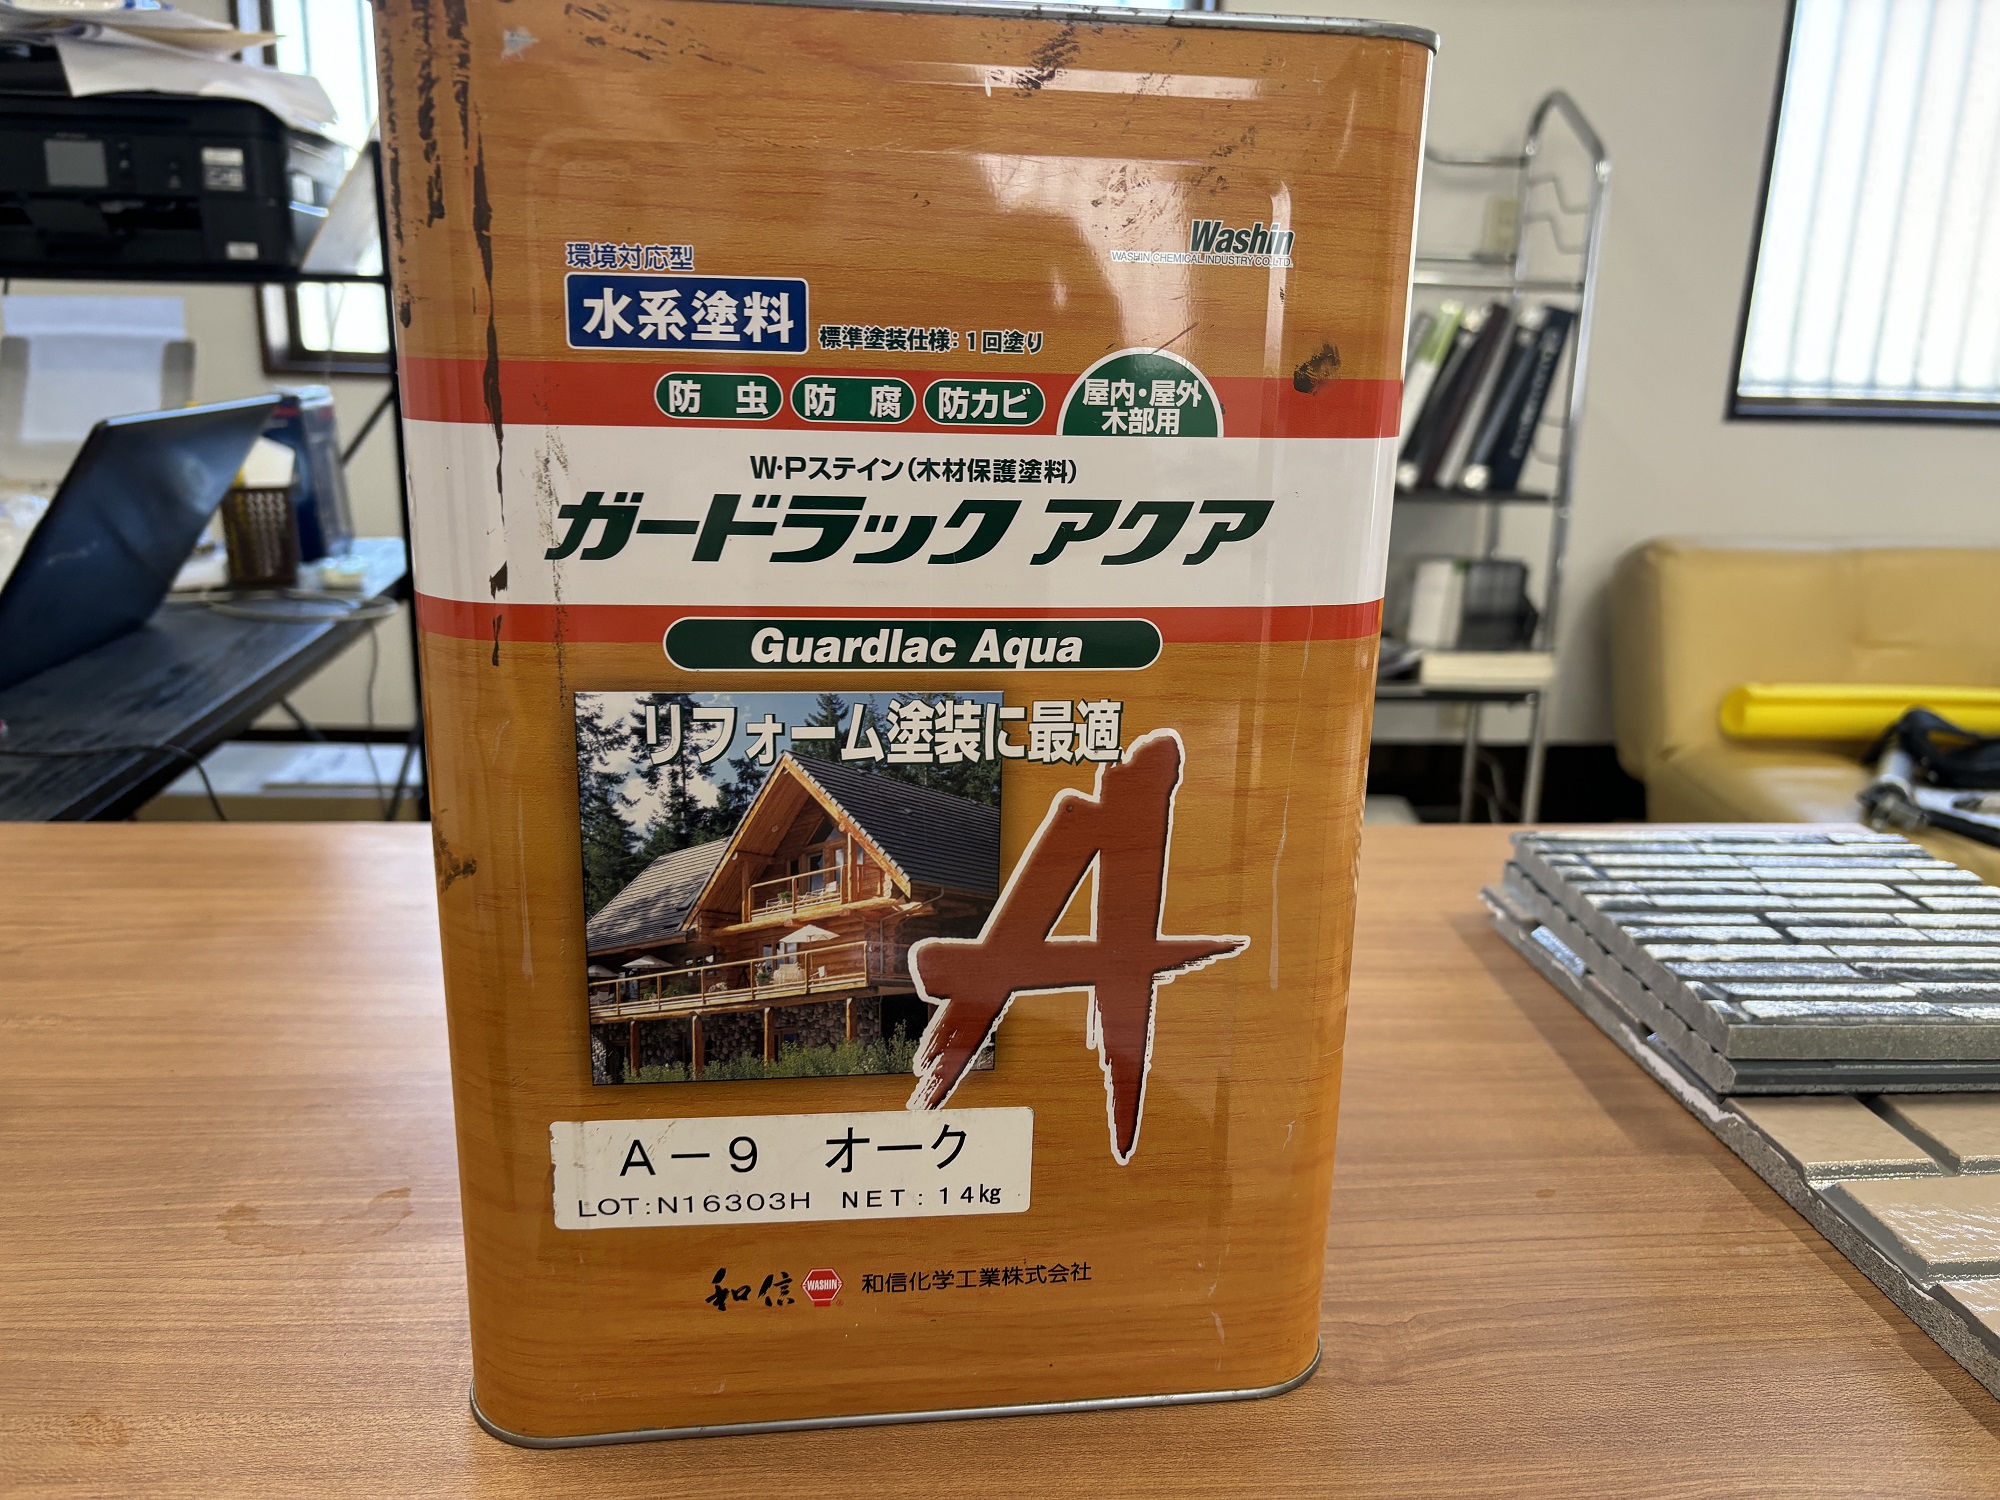 Washin
WASHIN CHEMICAL INDUSTRY CO.,LTD.
環境対応型
水系塗料
標準塗装仕様：1回塗り
防 虫
防 腐
防カビ
屋内・屋外
木部用
W・Pステイン（木材保護塗料）
ガードラック アクア
Guardlac Aqua
リフォーム塗装に最適
A
A－9 オーク
LOT:N16303H NET：14kg
和信 WASHIN 和信化学工業株式会社